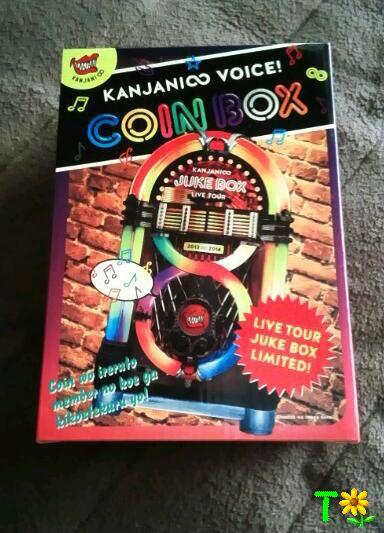 KANJANI∞
KANJANI∞ VOICE!
COIN BOX
KANJANI∞
JUKE BOX
LIVE TOUR
2013 2014
LIVE TOUR
JUKE BOX
LIMITED!
Coin wo ireruto
member no koe ga
kikoetekuru yo!
T